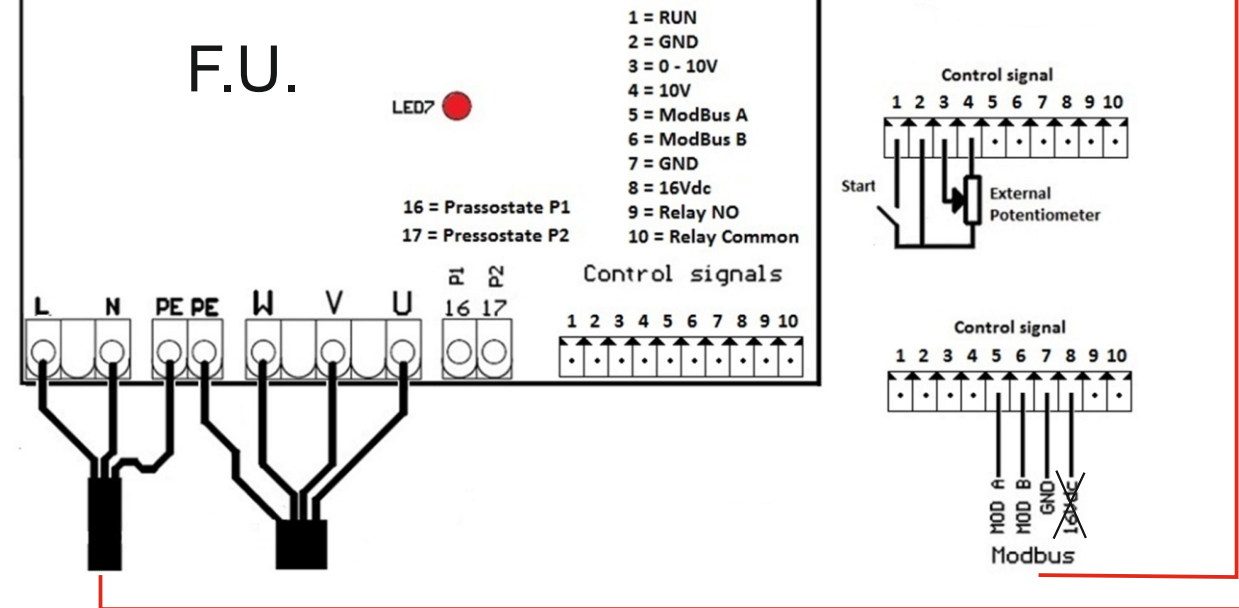 F.U.
LED7
1 = RUN
2 = GND
3 = 0 - 10V
4 = 10V
5 = ModBus A
6 = ModBus B
7 = GND
8 = 16Vdc
9 = Relay NO
10 = Relay Common
16 = Prassostate P1
17 = Pressostate P2
Control signals
1 2 3 4 5 6 7 8 9 10
L N PE PE W V U
P1 P2
16 17
Control signal
1 2 3 4 5 6 7 8 9 10
Start
External
Potentiometer
Control signal
1 2 3 4 5 6 7 8 9 10
MOD A
MOD B
GND
16Vdc
Modbus